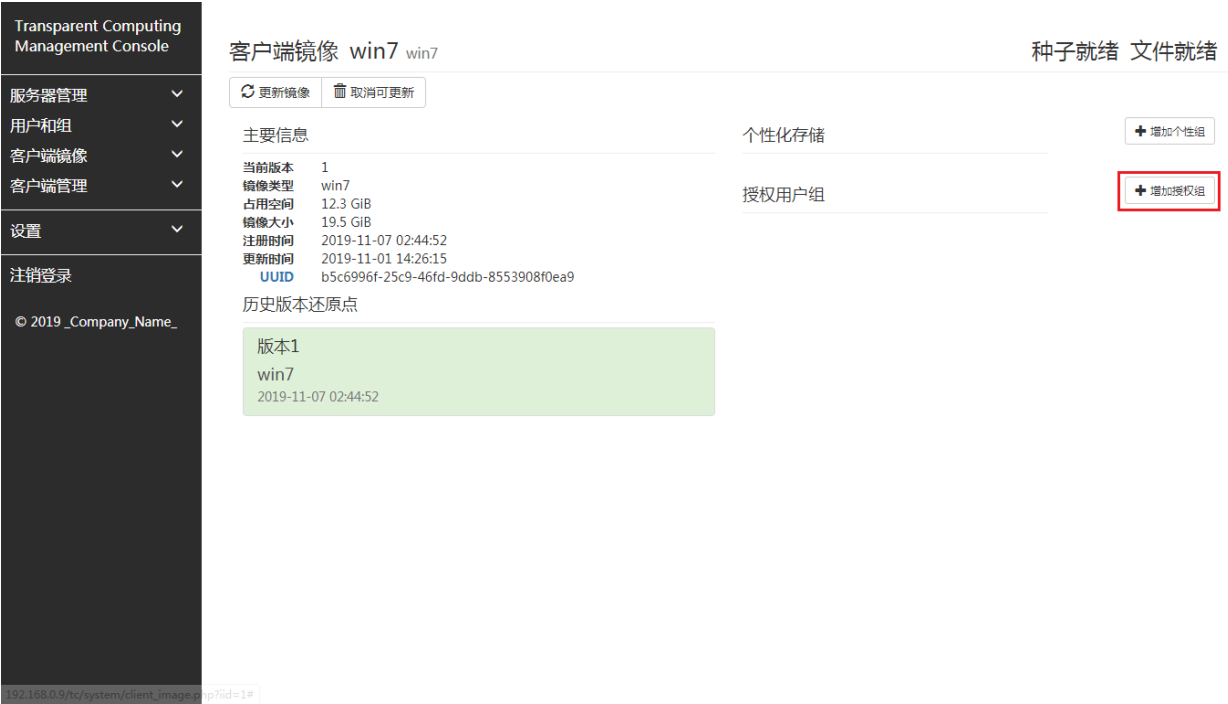 Transparent Computing
Management Console
服务器管理
用户和组
客户端镜像
客户端管理
设置
注销登录
© 2019 _Company_Name_
客户端镜像 win7 win7
种子就绪 文件就绪
更新镜像 取消可更新
主要信息
当前版本 1
镜像类型 win7
占用空间 12.3 GiB
镜像大小 19.5 GiB
注册时间 2019-11-07 02:44:52
更新时间 2019-11-01 14:26:15
UUID b5c6996f-25c9-46fd-9ddb-8553908f0ea9
历史版本还原点
版本1
win7
2019-11-07 02:44:52
个性化存储
增加个性组
授权用户组
增加授权组
192.168.0.9/tc/system/client_image.php?iid=1#